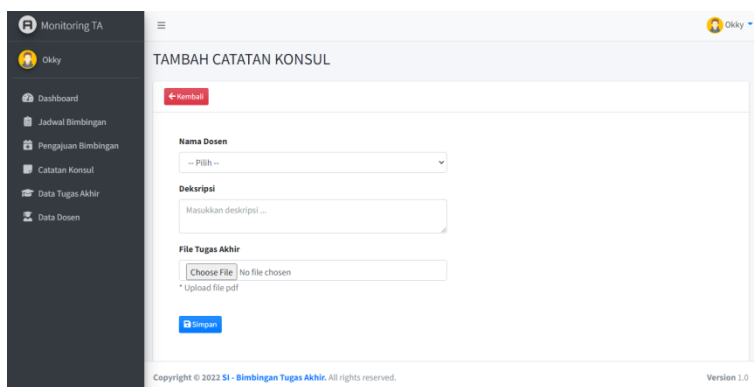 Monitoring TA
Okky
Okky
TAMBAH CATATAN KONSUL
Dashboard
Jadwal Bimbingan
Pengajuan Bimbingan
Catatan Konsul
Data Tugas Akhir
Data Dosen
Kembali
Nama Dosen
-- Pilih --
Deksripsi
Masukkan deskripsi ...
File Tugas Akhir
Choose File No file chosen
* Upload file pdf
Simpan
Copyright © 2022 SI - Bimbingan Tugas Akhir. All rights reserved.
Version 1.0